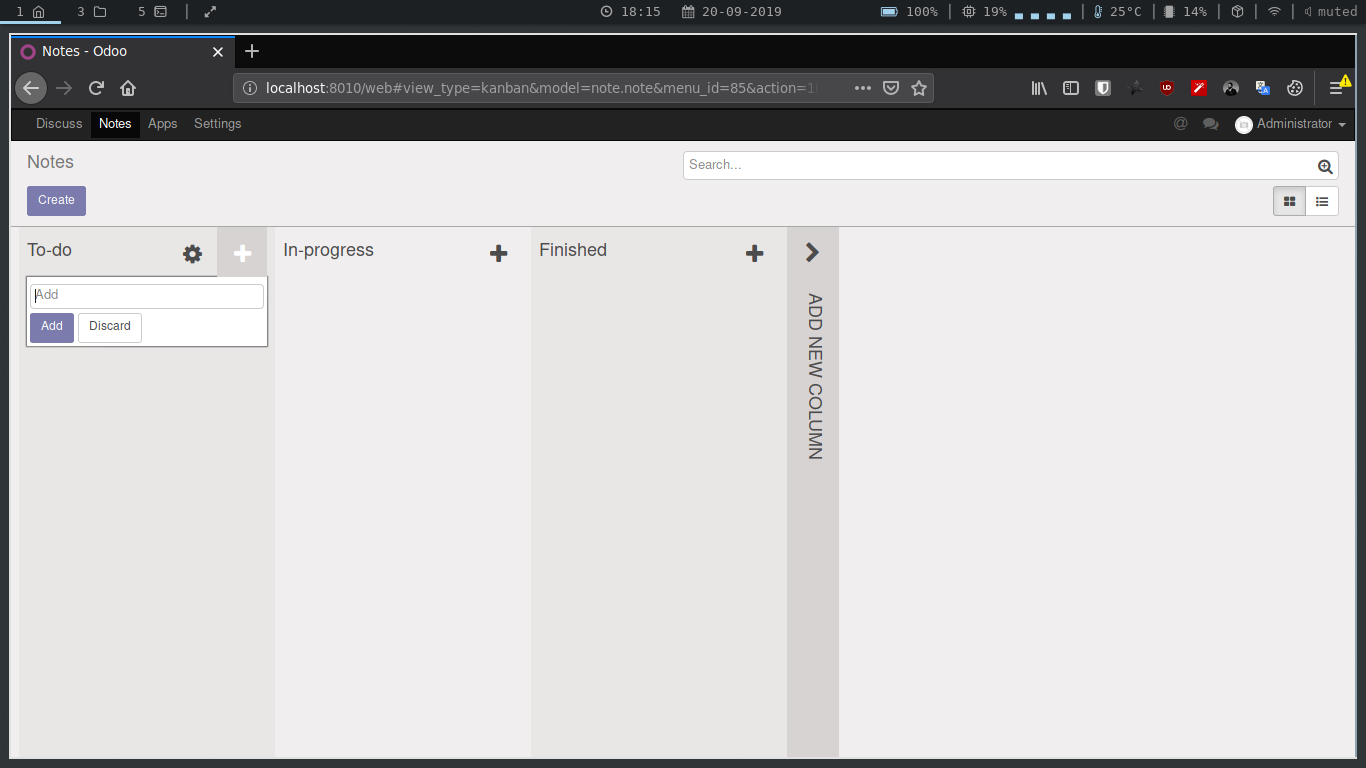 1 3 5 18:15 20-09-2019 100% 19% 25°C 14% muted
Notes - Odoo
localhost:8010/web#view_type=kanban&model=note.note&menu_id=85&action=1
Discuss Notes Apps Settings Administrator
Notes Search...
Create
To-do In-progress Finished
Add
Add Discard
ADD NEW COLUMN